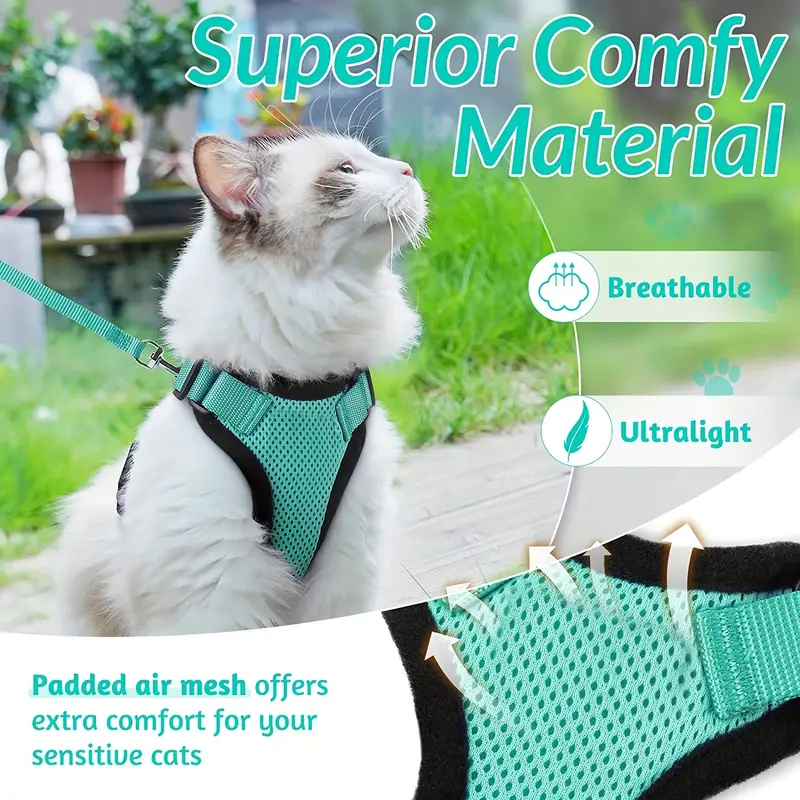 Superior Comfy
Material
Breathable
Ultralight
Padded air mesh offers
extra comfort for your
sensitive cats